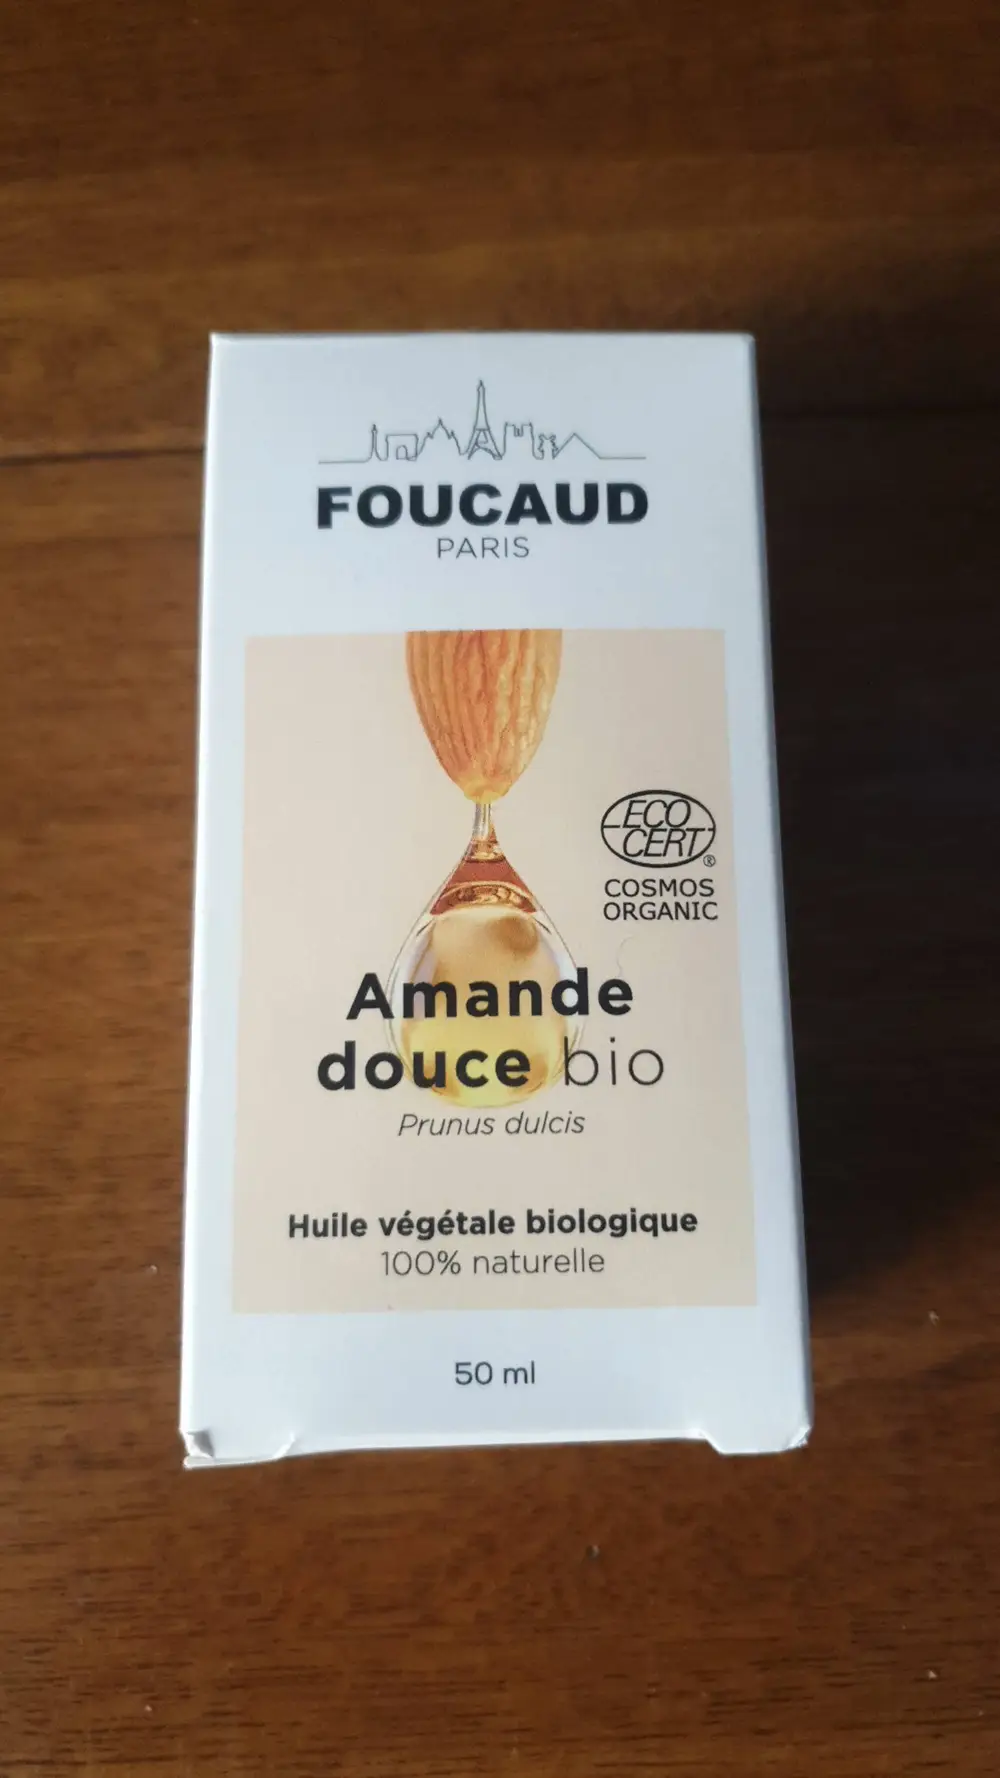 FOUCAUD
PARIS
ECO
CERT®
COSMOS
ORGANIC
Amande
douce bio
Prunus dulcis
Huile végétale biologique
100% naturelle
50 ml